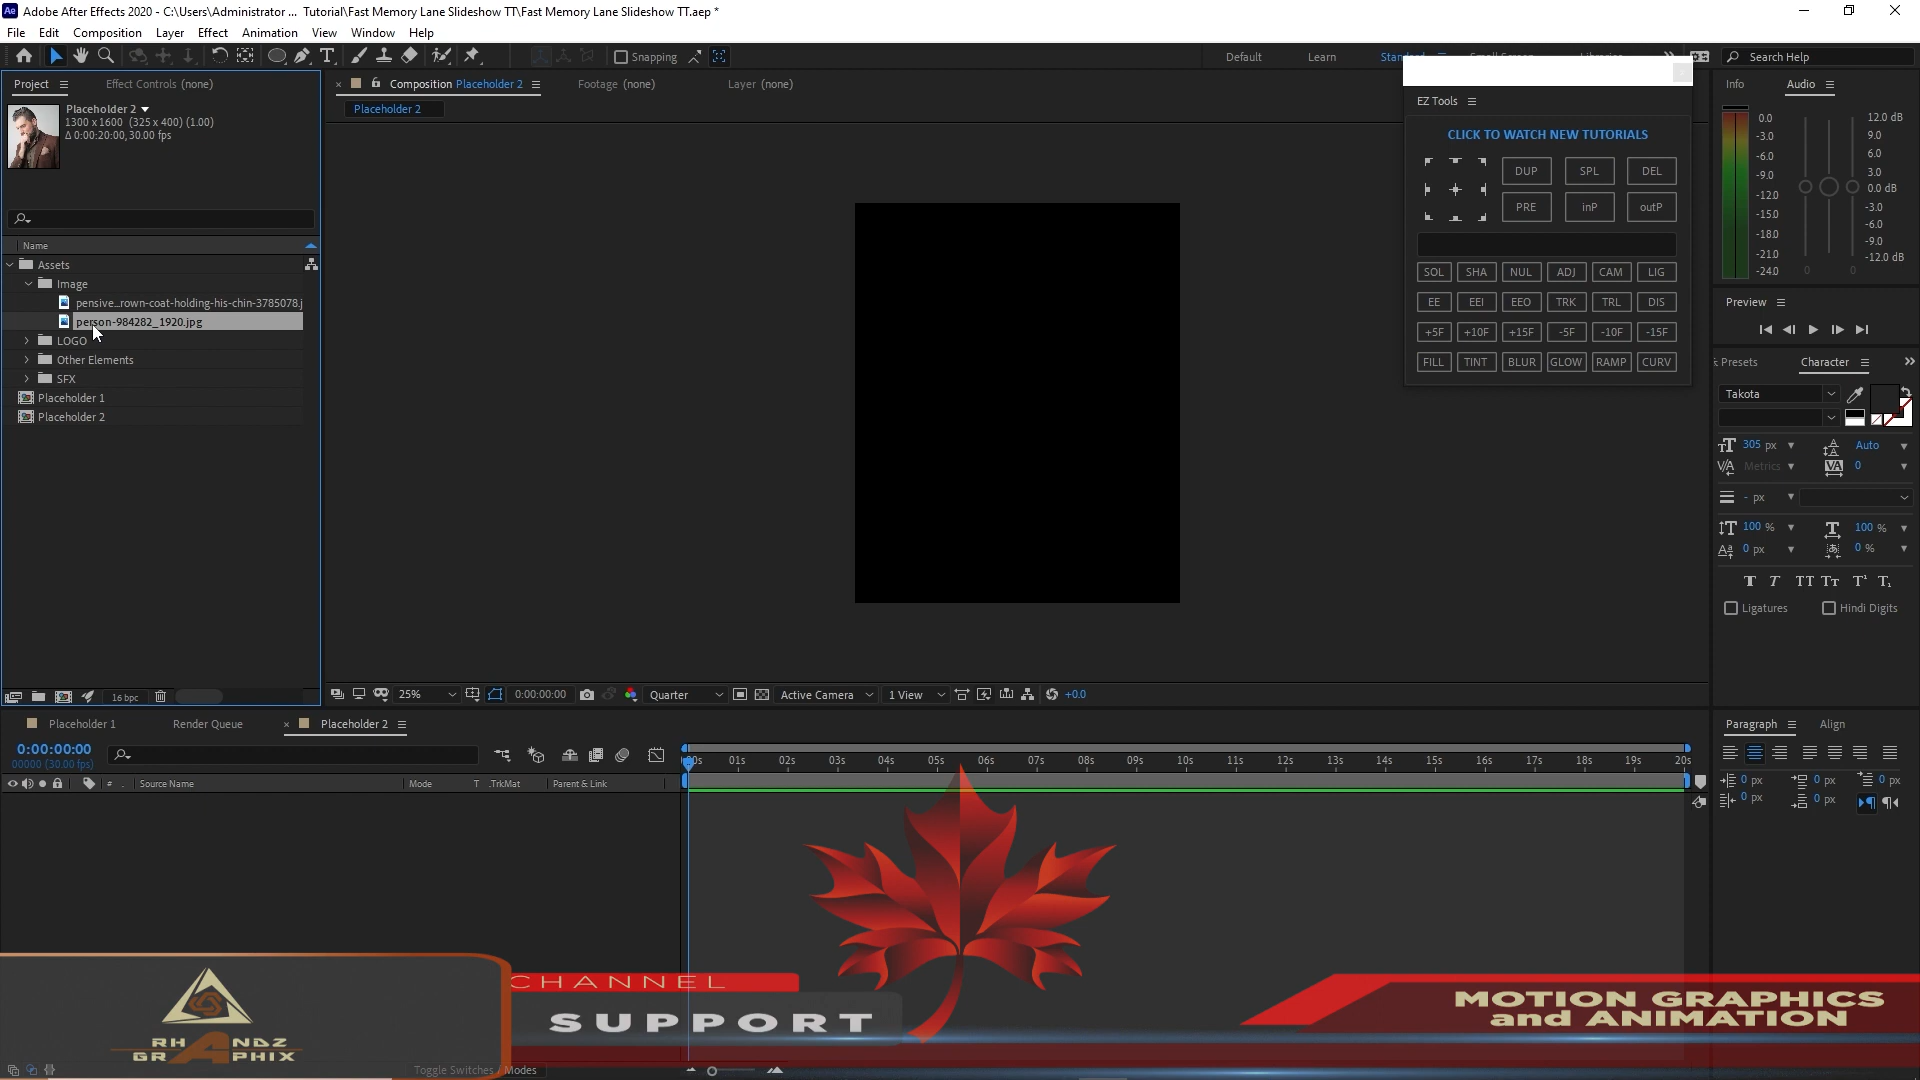 Adobe After Effects 2020 - C:\Users\Administrator ... Tutorial\Fast Memory Lane Slideshow TT\Fast Memory Lane Slideshow TT.aep *
File Edit Composition Layer Effect Animation View Window Help
Snapping
Default Learn
Search Help
Project Effect Controls (none)
Composition Placeholder 2 Footage (none) Layer (none)
Info Audio
Placeholder 2
1300 x 1600 (325 x 400) (1.00)
Δ 0:00:20:00, 30.00 fps
Placeholder 2
EZ Tools
CLICK TO WATCH NEW TUTORIALS
DUP SPL DEL
PRE inP outP
SOL SHA NUL ADJ CAM LIG
EE EEI EEO TRK TRL DIS
+5F +10F +15F -5F -10F -15F
FILL TINT BLUR GLOW RAMP CURV
0.0
-3.0
-6.0
-9.0
-12.0
-15.0
-18.0
-21.0
-24.0
12.0 dB
9.0
6.0
3.0
0.0 dB
-3.0
-6.0
-9.0
-12.0 dB
0 0
Name
Assets
Image
pensive...rown-coat-holding-his-chin-3785078.j
person-984282_1920.jpg
LOGO
Other Elements
SFX
Placeholder 1
Placeholder 2
Preview
Presets Character
Takota
305 px Auto
Metrics 0
- px
100 % 100 %
0 px 0 %
Ligatures Hindi Digits
16 bpc
25% 0:00:00:00 Quarter Active Camera 1 View +0.0
Placeholder 1 Render Queue Placeholder 2
0:00:00:00
00000 (30.00 fps)
# Source Name Mode T .TrkMat Parent & Link
01s 02s 03s 04s 05s 06s 07s 08s 09s 10s 11s 12s 13s 14s 15s 16s 17s 18s 19s 20s
Paragraph Align
0 px 0 px 0 px
0 px 0 px
CHANNEL
SUPPORT
RHANDZ
GRAPHIX
MOTION GRAPHICS
and ANIMATION
Toggle Switches / Modes